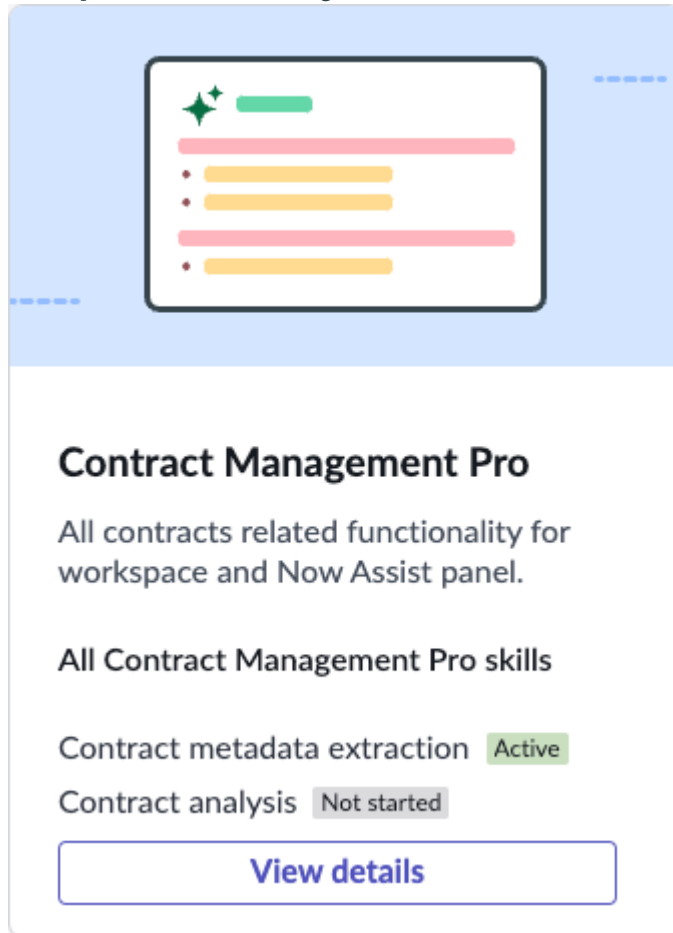 Contract Management Pro
All contracts related functionality for
workspace and Now Assist panel.
All Contract Management Pro skills
Contract metadata extraction Active
Contract analysis Not started
View details